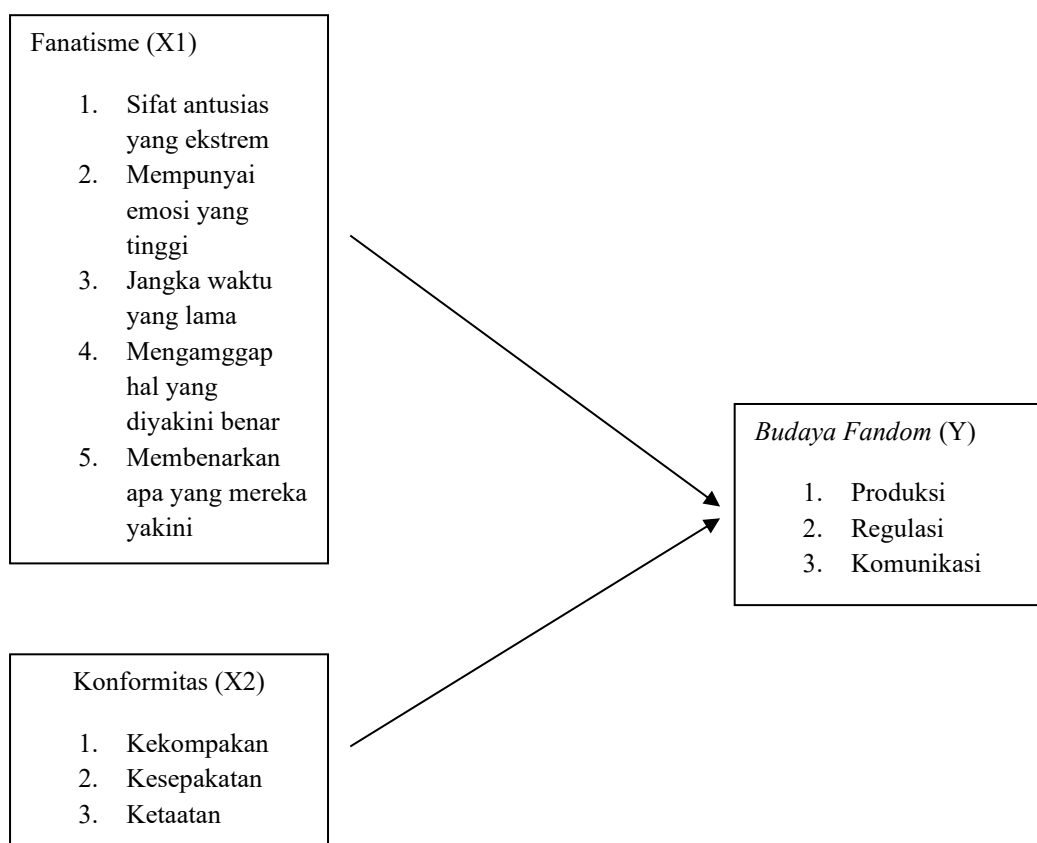 Fanatisme (X1)
1. Sifat antusias
yang ekstrem
2. Mempunyai
emosi yang
tinggi
3. Jangka waktu
yang lama
4. Mengamggap
hal yang
diyakini benar
5. Membenarkan
apa yang mereka
yakini
Budaya Fandom (Y)
1. Produksi
2. Regulasi
3. Komunikasi
Konformitas (X2)
1. Kekompakan
2. Kesepakatan
3. Ketaatan